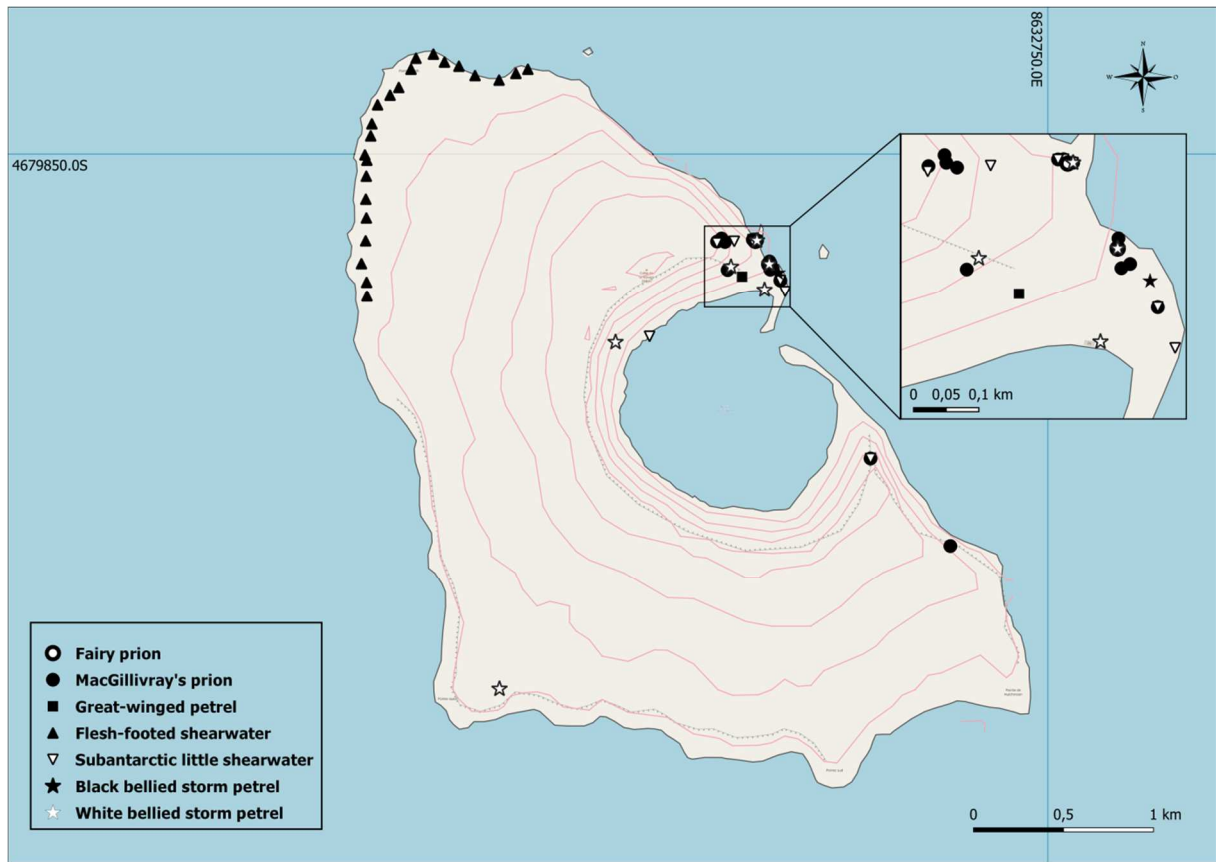 8632750.0E
N
W
O
S
4679850.0S
0 0,05 0,1 km
Fairy prion
MacGillivray's prion
Great-winged petrel
Flesh-footed shearwater
Subantarctic little shearwater
Black bellied storm petrel
White bellied storm petrel
0 0,5 1 km